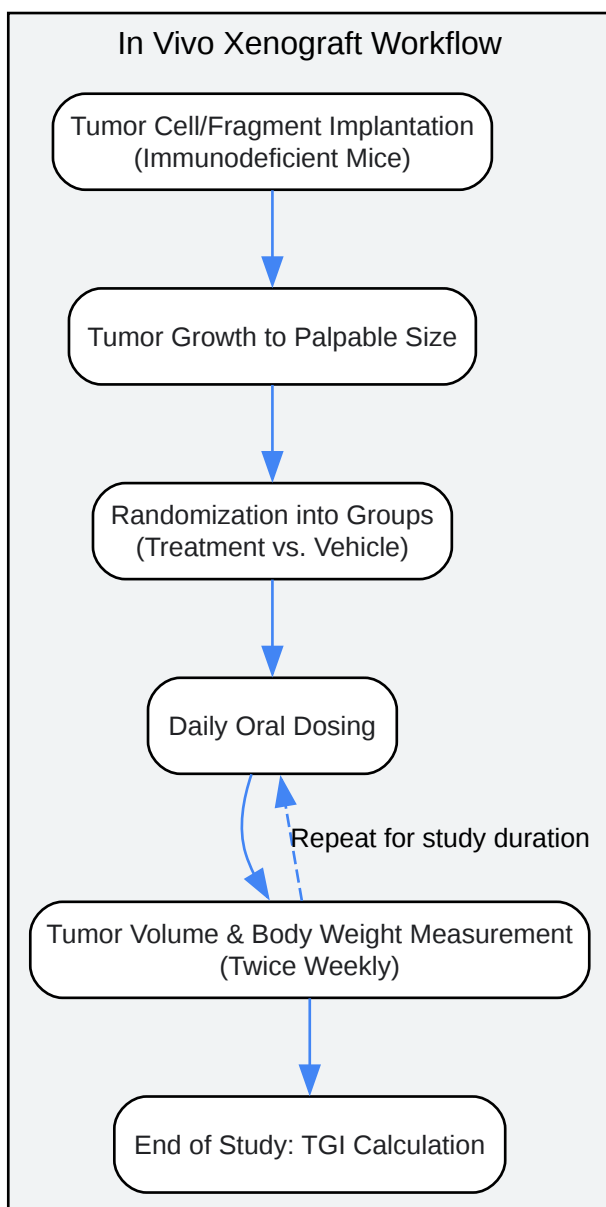 In Vivo Xenograft Workflow
Tumor Cell/Fragment Implantation
(Immunodeficient Mice)
Tumor Growth to Palpable Size
Randomization into Groups
(Treatment vs. Vehicle)
Daily Oral Dosing
Repeat for study duration
Tumor Volume & Body Weight Measurement
(Twice Weekly)
End of Study: TGI Calculation